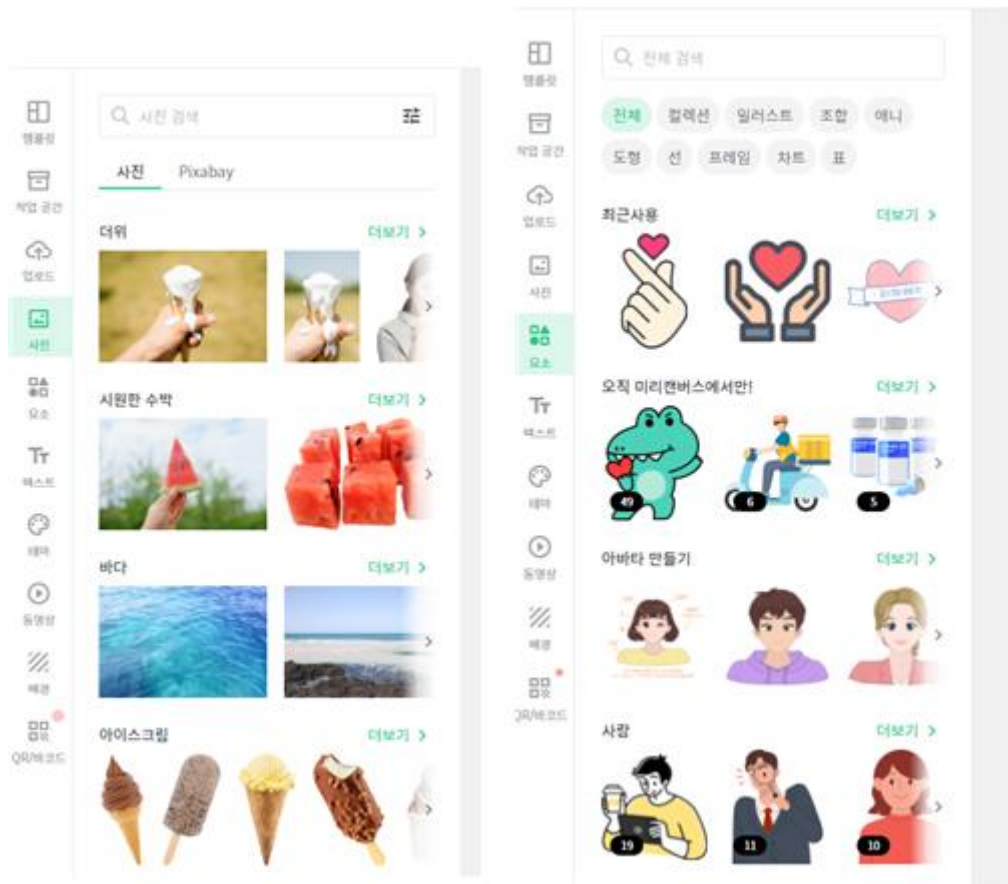 템플릿
작업 공간
업로드
사진
요소
텍스트
테마
동영상
배경
QR/바코드
사진 검색
사진 Pixabay
더위 더보기 >
시원한 수박 더보기 >
바다 더보기 >
아이스크림 더보기 >
템플릿
작업 공간
업로드
사진
요소
텍스트
테마
동영상
배경
QR/바코드
전체 검색
전체 컬렉션 일러스트 조합 애니
도형 선 프레임 차트 표
최근사용 더보기 >
오직 미리캔버스에서만! 더보기 >
49 6 5
아바타 만들기 더보기 >
사람 더보기 >
19 11 10